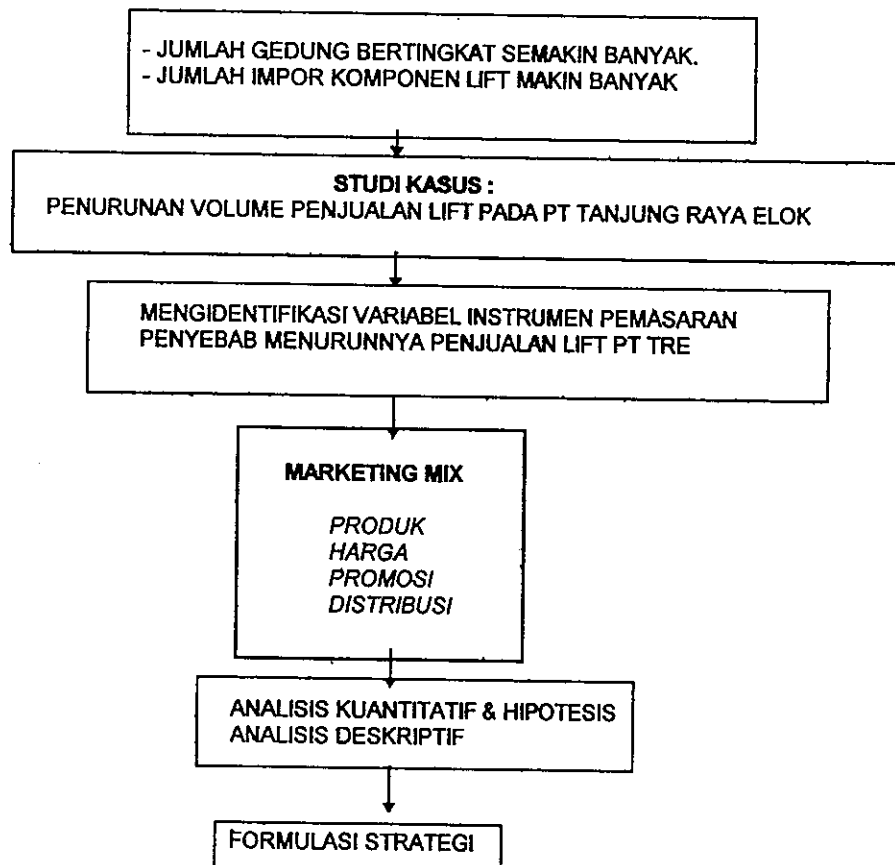 - JUMLAH GEDUNG BERTINGKAT SEMAKIN BANYAK.
- JUMLAH IMPOR KOMPONEN LIFT MAKIN BANYAK
STUDI KASUS :
PENURUNAN VOLUME PENJUALAN LIFT PADA PT TANJUNG RAYA ELOK
MENGIDENTIFIKASI VARIABEL INSTRUMEN PEMASARAN
PENYEBAB MENURUNNYA PENJUALAN LIFT PT TRE
MARKETING MIX
PRODUK
HARGA
PROMOSI
DISTRIBUSI
ANALISIS KUANTITATIF & HIPOTESIS
ANALISIS DESKRIPTIF
FORMULASI STRATEGI